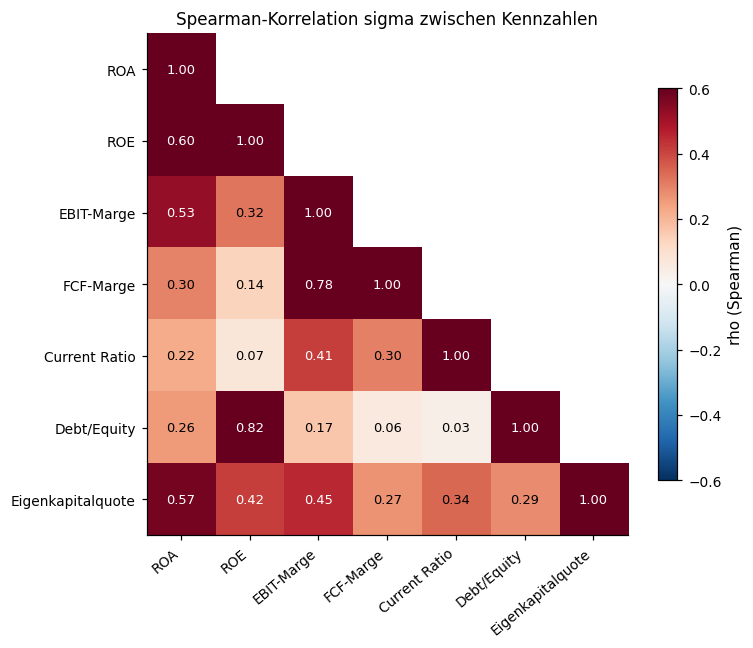 Spearman-Korrelation sigma zwischen Kennzahlen
ROA 1.00
ROE 0.60 1.00
EBIT-Marge 0.53 0.32 1.00
FCF-Marge 0.30 0.14 0.78 1.00
Current Ratio 0.22 0.07 0.41 0.30 1.00
Debt/Equity 0.26 0.82 0.17 0.06 0.03 1.00
Eigenkapitalquote 0.57 0.42 0.45 0.27 0.34 0.29 1.00
ROA
ROE
EBIT-Marge
FCF-Marge
Current Ratio
Debt/Equity
Eigenkapitalquote
0.6
0.4
0.2
0.0
−0.2
−0.4
−0.6
rho (Spearman)